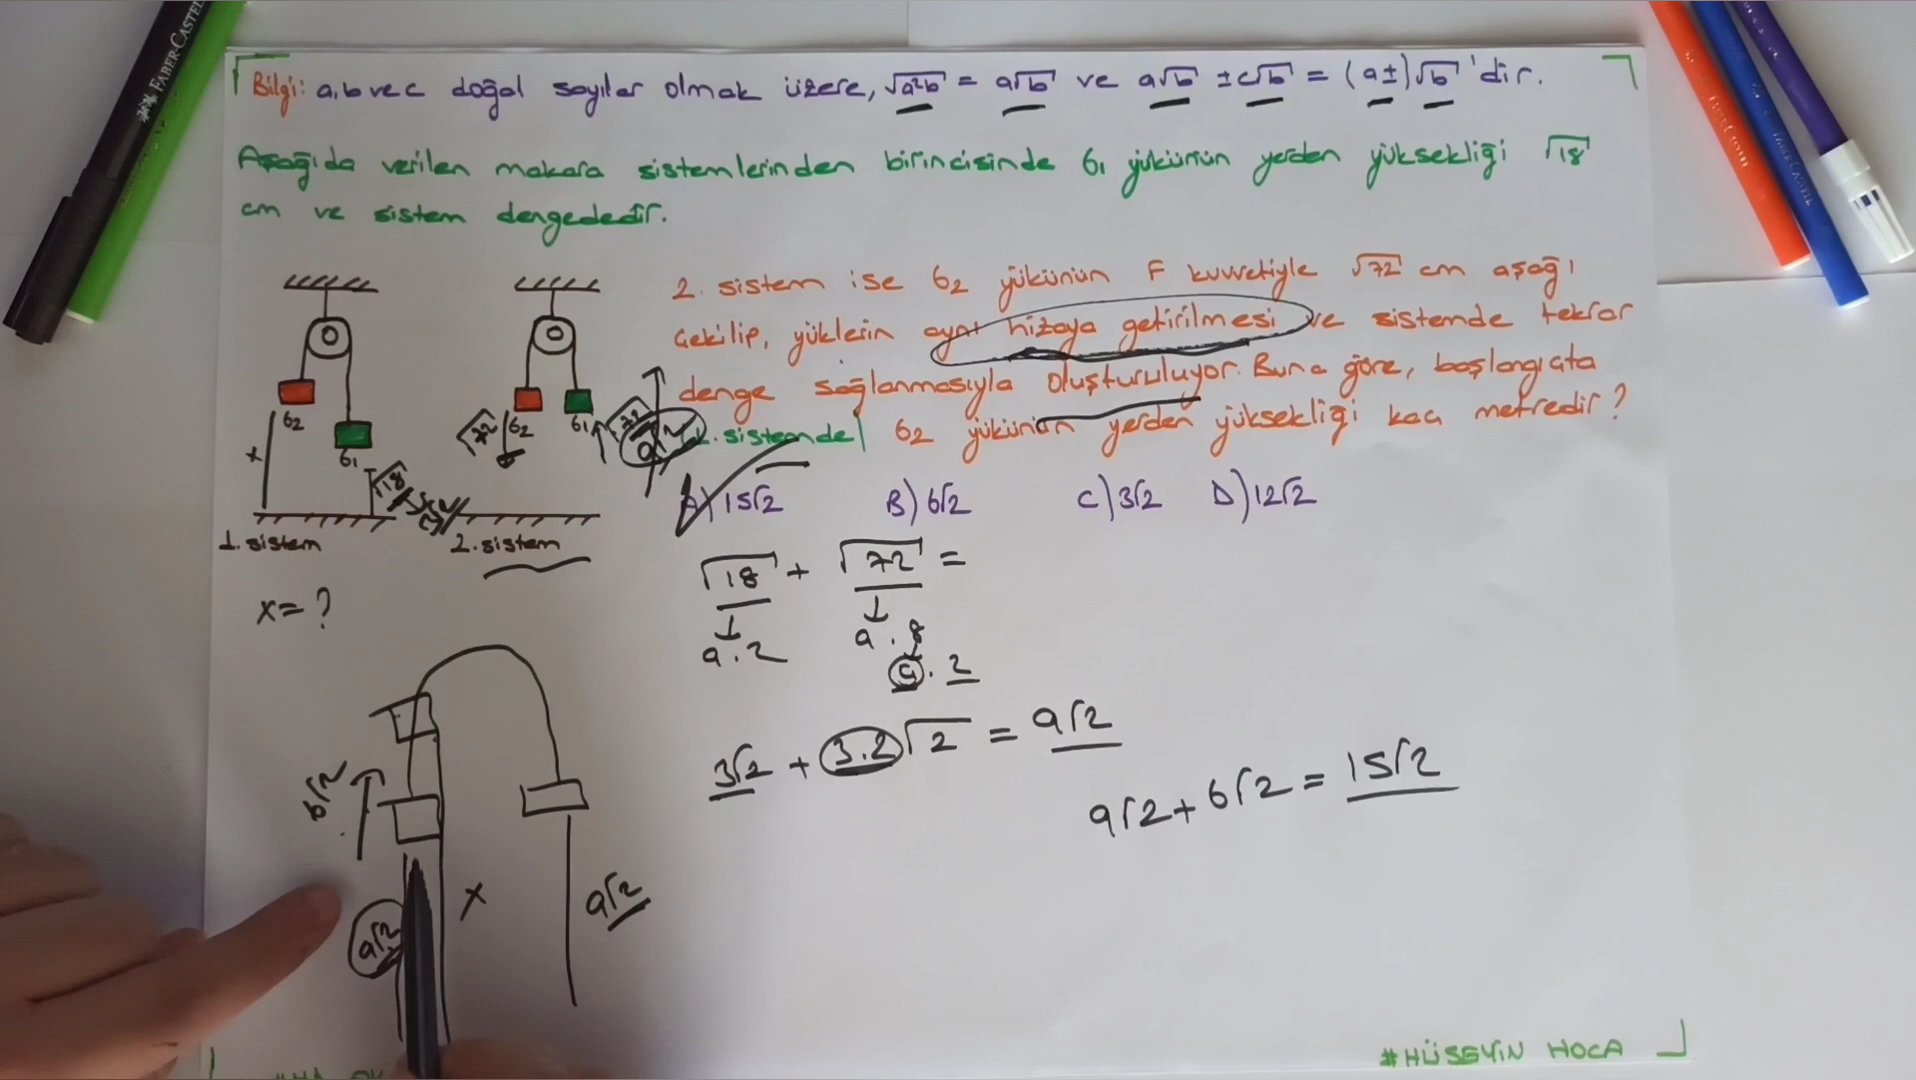 Bilgi: a,b ve c doğal sayılar olmak üzere, √a²b = a√b ve a√b ±c√b = (a±)√b 'dir.
Aşağıda verilen makara sistemlerinden birincisinde G₁ yükünün yerden yüksekliği √18
cm ve sistem dengededir.
2. sistem ise G₂ yükünün F kuvvetiyle √72 cm aşağı
çekilip, yüklerin aynı hizaya getirilmesi ve sistemde tekrar
denge sağlanmasıyla oluşturuluyor. Buna göre, başlangıçta
(1. sistemde) G₂ yükünün yerden yüksekliği kaç metredir?
G₂
G₁
x
√18
3√2
1. sistem
√72
G₂
G₁
√72
9√2
2. sistem
A) 15√2 B) 6√2 C) 3√2 D) 12√2
x= ?
√18 + √72 =
9.2
9.8
9.2
3√2 + 3.2√2 = 9√2
9√2+6√2 = 15√2
6√2
9√2
x
9√2
#HÜSEYİN HOCA
FABER-CASTELL